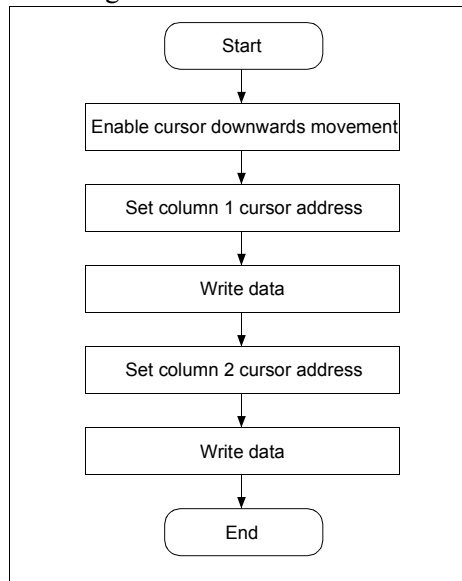 Start
Enable cursor downwards movement
Set column 1 cursor address
Write data
Set column 2 cursor address
Write data
End